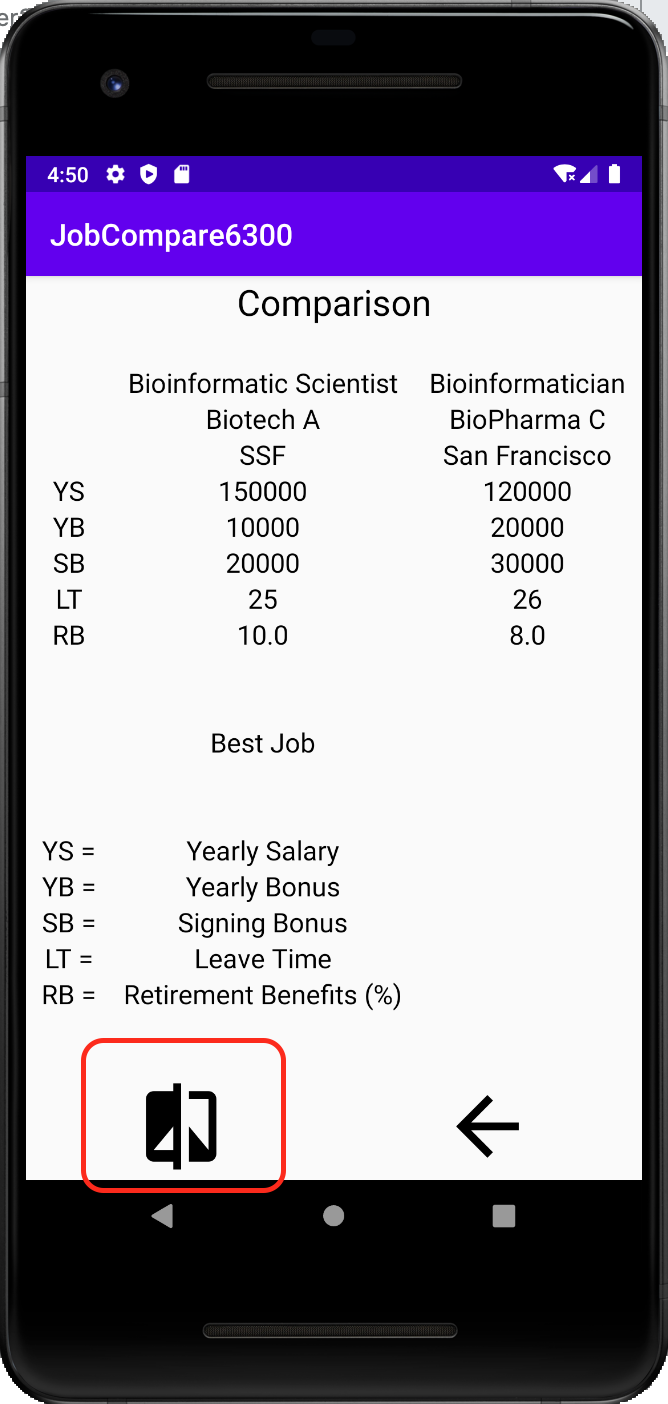 4:50
JobCompare6300
Comparison
Bioinformatic Scientist Bioinformatician
Biotech A BioPharma C
SSF San Francisco
YS 150000 120000
YB 10000 20000
SB 20000 30000
LT 25 26
RB 10.0 8.0
Best Job
YS = Yearly Salary
YB = Yearly Bonus
SB = Signing Bonus
LT = Leave Time
RB = Retirement Benefits (%)